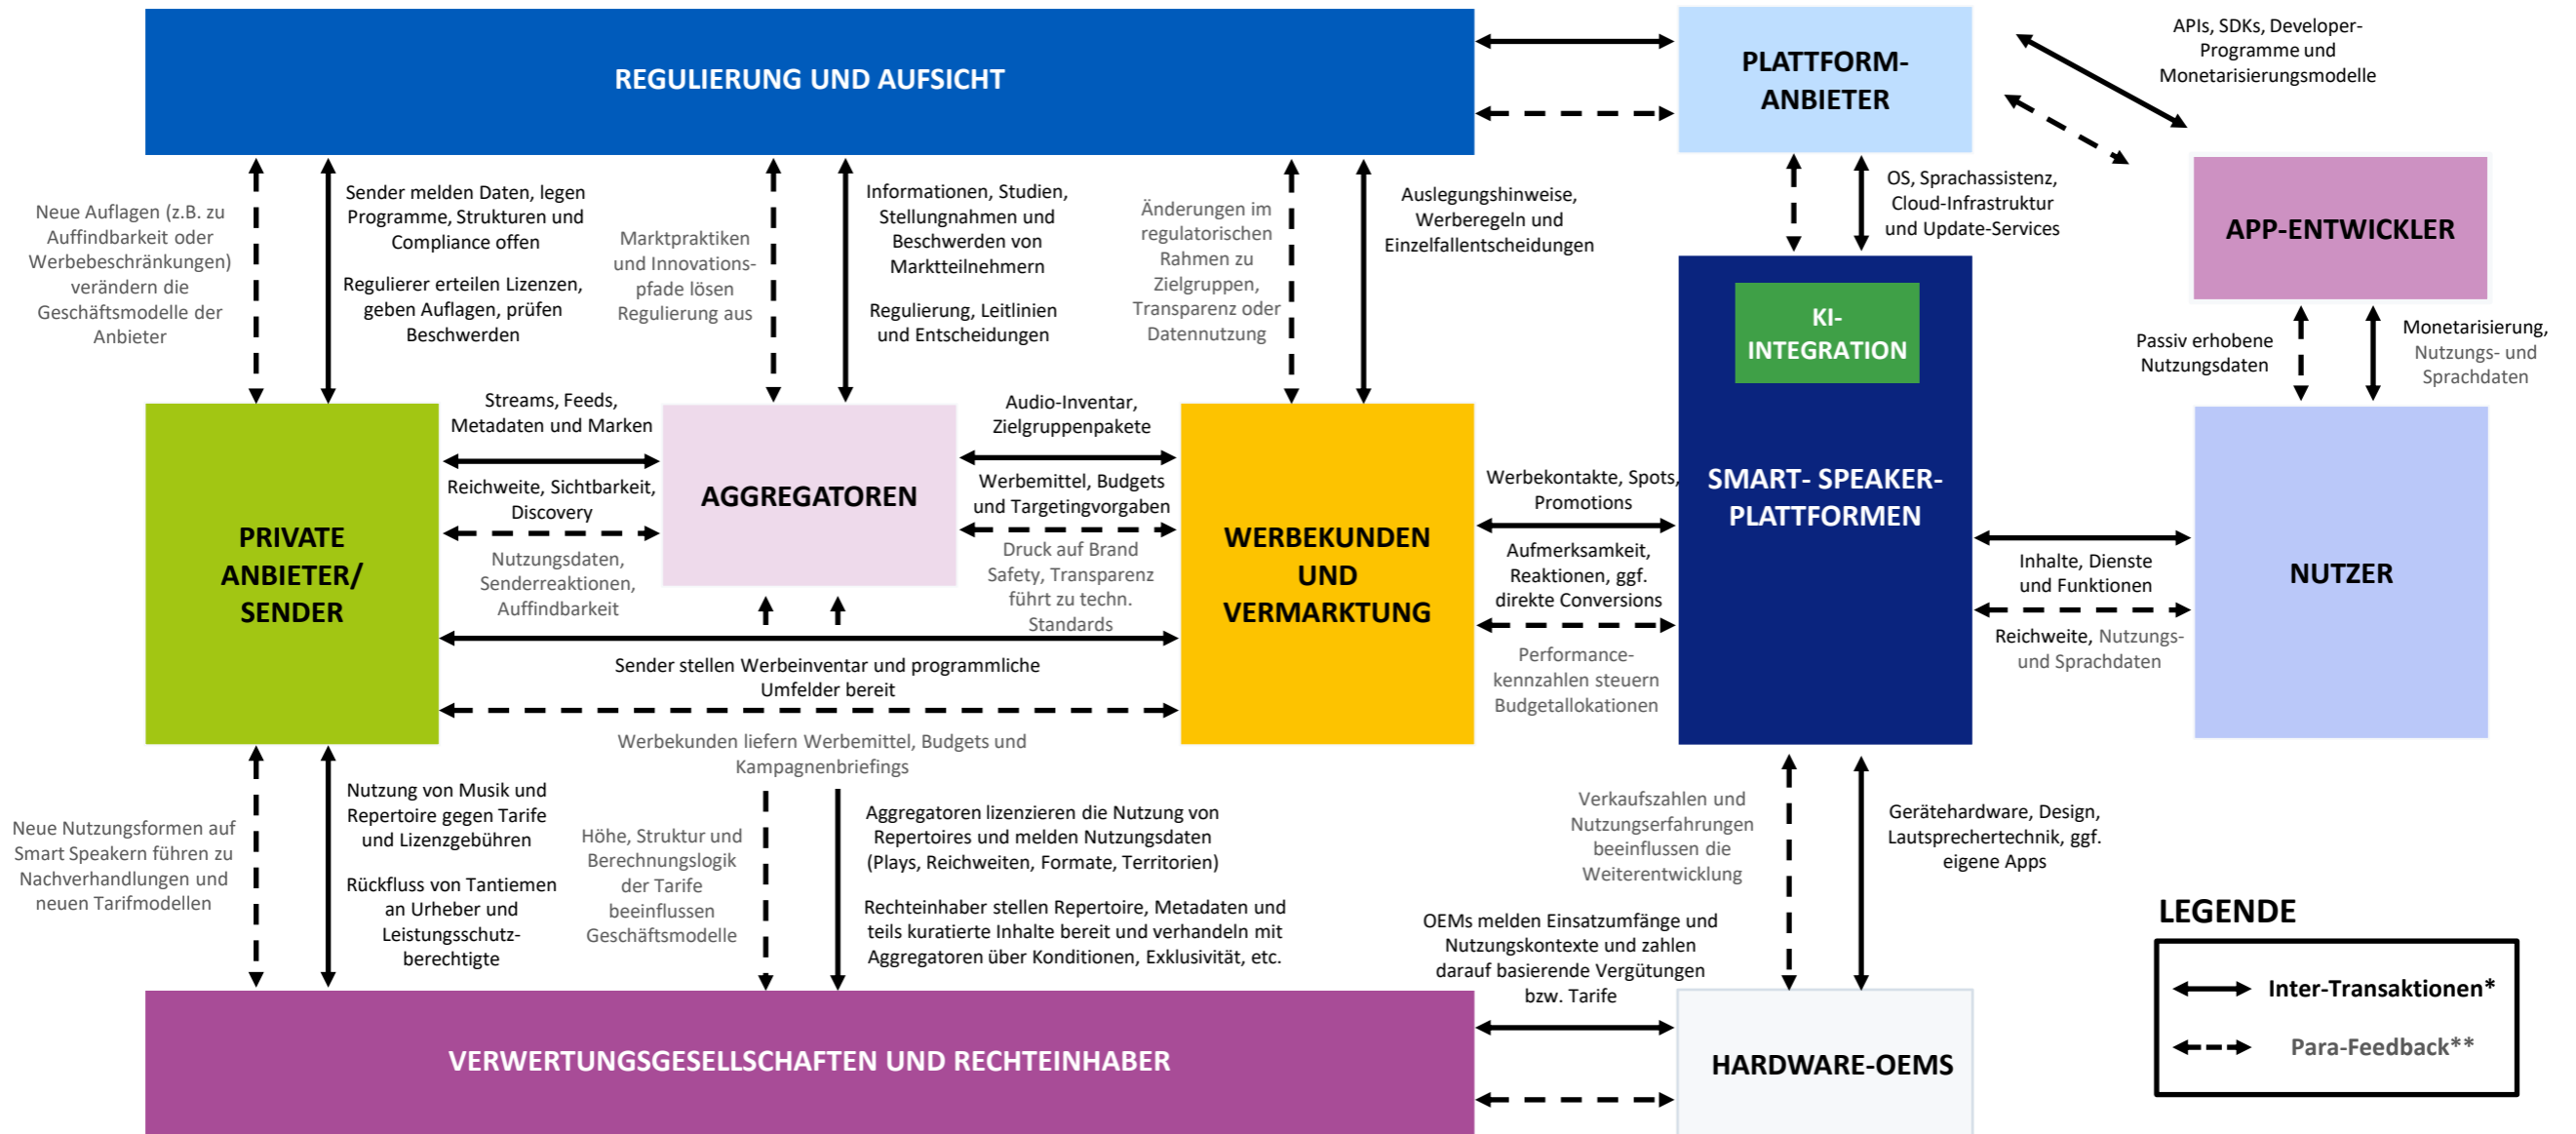 REGULIERUNG UND AUFSICHT
PLATTFORM-
ANBIETER
APIs, SDKs, Developer-
Programme und
Monetarisierungsmodelle
Neue Auflagen (z.B. zu
Auffindbarkeit oder
Werbebeschränkungen)
verändern die
Geschäftsmodelle der
Anbieter
Sender melden Daten, legen
Programme, Strukturen und
Compliance offen
Regulierer erteilen Lizenzen,
geben Auflagen, prüfen
Beschwerden
Marktpraktiken
und Innovations-
pfade lösen
Regulierung aus
Informationen, Studien,
Stellungnahmen und
Beschwerden von
Marktteilnehmern
Regulierung, Leitlinien
und Entscheidungen
Änderungen im
regulatorischen
Rahmen zu
Zielgruppen,
Transparenz oder
Datennutzung
Auslegungshinweise,
Werberegeln und
Einzelfallentscheidungen
OS, Sprachassistenz,
Cloud-Infrastruktur
und Update-Services
APP-ENTWICKLER
KI-
INTEGRATION
Passiv erhobene
Nutzungsdaten
Monetarisierung,
Nutzungs- und
Sprachdaten
PRIVATE
ANBIETER/
SENDER
Streams, Feeds,
Metadaten und Marken
Reichweite, Sichtbarkeit,
Discovery
Nutzungsdaten,
Senderreaktionen,
Auffindbarkeit
AGGREGATOREN
Audio-Inventar,
Zielgruppenpakete
Werbemittel, Budgets
und Targetingvorgaben
Druck auf Brand
Safety, Transparenz
führt zu techn.
Standards
WERBEKUNDEN
UND
VERMARKTUNG
Werbekontakte, Spots,
Promotions
Aufmerksamkeit,
Reaktionen, ggf.
direkte Conversions
Performance-
kennzahlen steuern
Budgetallokationen
SMART- SPEAKER-
PLATTFORMEN
Inhalte, Dienste
und Funktionen
Reichweite, Nutzungs-
und Sprachdaten
NUTZER
Sender stellen Werbeinventar und programmliche
Umfelder bereit
Werbekunden liefern Werbemittel, Budgets und
Kampagnenbriefings
Neue Nutzungsformen auf
Smart Speakern führen zu
Nachverhandlungen und
neuen Tarifmodellen
Nutzung von Musik und
Repertoire gegen Tarife
und Lizenzgebühren
Rückfluss von Tantiemen
an Urheber und
Leistungsschutz-
berechtigte
Höhe, Struktur und
Berechnungslogik
der Tarife
beeinflussen
Geschäftsmodelle
Aggregatoren lizenzieren die Nutzung von
Repertoires und melden Nutzungsdaten
(Plays, Reichweiten, Formate, Territorien)
Rechteinhaber stellen Repertoire, Metadaten und
teils kuratierte Inhalte bereit und verhandeln mit
Aggregatoren über Konditionen, Exklusivität, etc.
Verkaufszahlen und
Nutzungserfahrungen
beeinflussen die
Weiterentwicklung
Gerätehardware, Design,
Lautsprechertechnik, ggf.
eigene Apps
OEMs melden Einsatzumfänge und
Nutzungskontexte und zahlen
darauf basierende Vergütungen
bzw. Tarife
VERWERTUNGSGESELLSCHAFTEN UND RECHTEINHABER
HARDWARE-OEMS
LEGENDE
Inter-Transaktionen*
Para-Feedback**